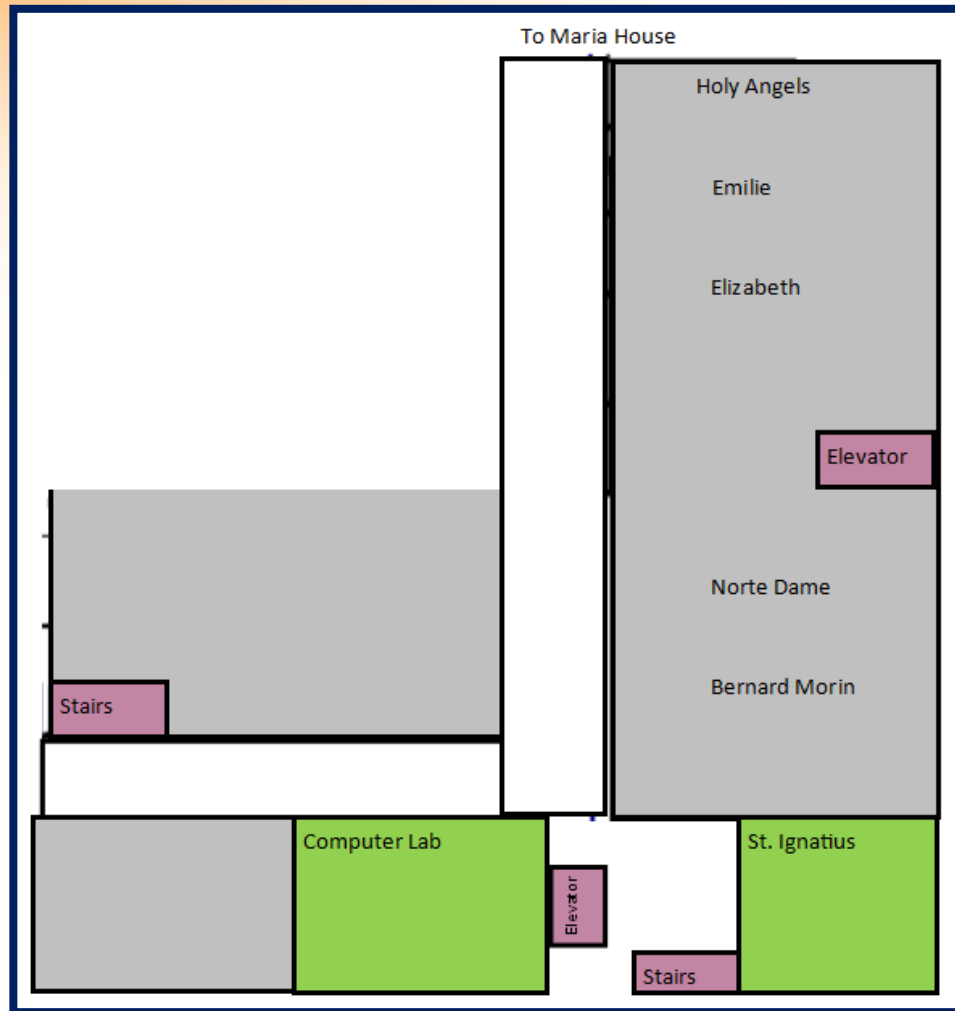 To Maria House
Holy Angels
Emilie
Elizabeth
Elevator
Norte Dame
Bernard Morin
Stairs
Computer Lab
St. Ignatius
Elevator
Stairs